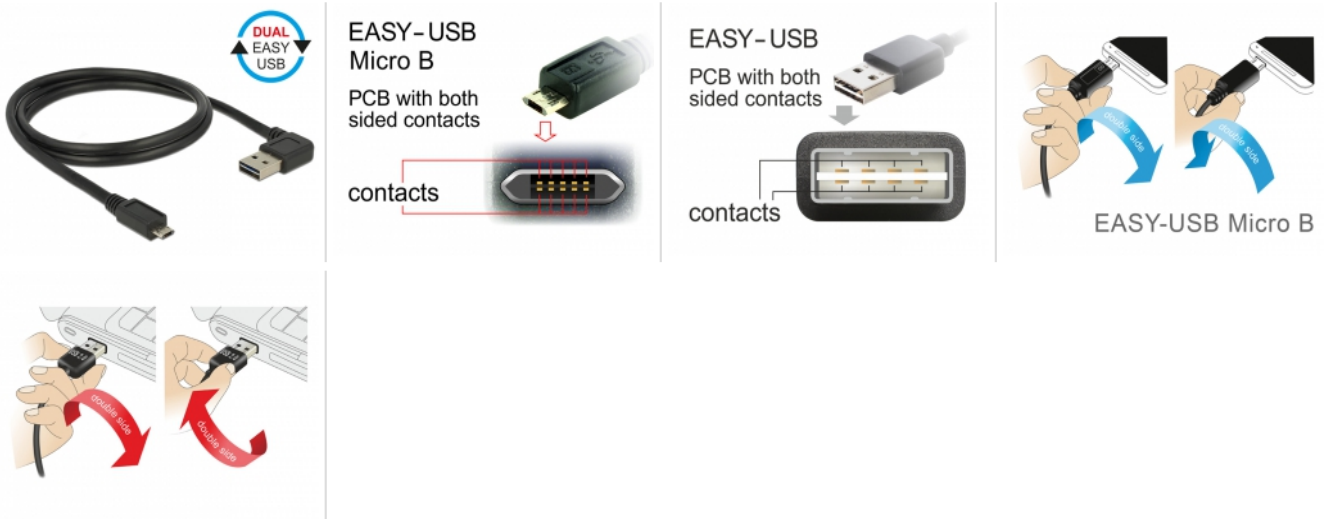 DUAL
EASY
USB
EASY-USB
Micro B
PCB with both
sided contacts
contacts
EASY-USB
PCB with both
sided contacts
contacts
double side
double side
EASY-USB Micro B
double side
double side